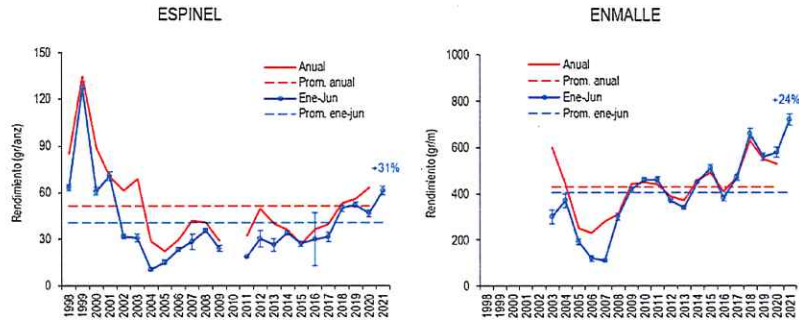 ESPINEL
Rendimiento (gr/anz)
150
120
90
60
30
0
Anual
Prom. anual
Ene-Jun
Prom. ene-jun
+31%
1998 1999 2000 2001 2002 2003 2004 2005 2006 2007 2008 2009 2010 2011 2012 2013 2014 2015 2016 2017 2018 2019 2020 2021
ENMALLE
Rendimiento (gr/m)
1000
800
600
400
200
0
Anual
Prom. anual
Ene-Jun
Prom. ene-jun
+24%
1998 1999 2000 2001 2002 2003 2004 2005 2006 2007 2008 2009 2010 2011 2012 2013 2014 2015 2016 2017 2018 2019 2020 2021